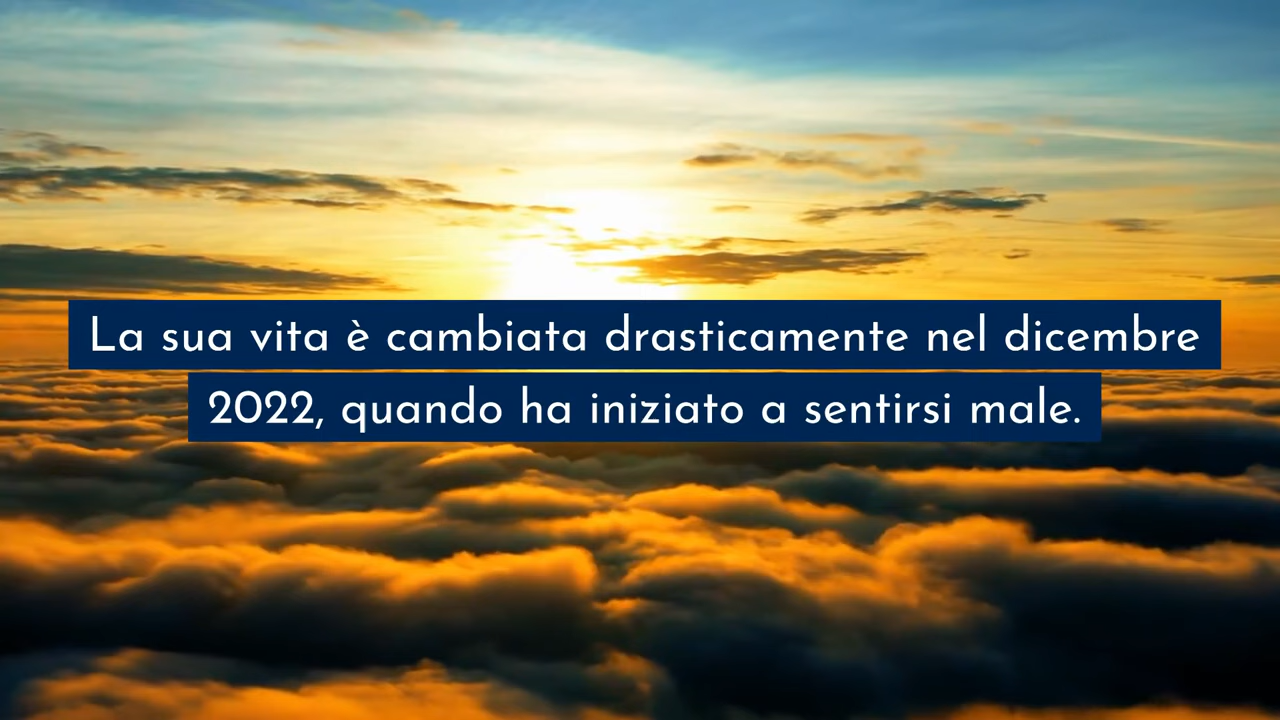 La sua vita è cambiata drasticamente nel dicembre
2022, quando ha iniziato a sentirsi male.